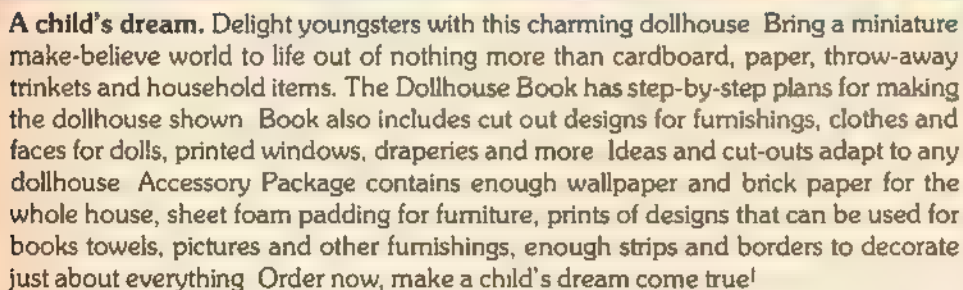 A child's dream. Delight youngsters with this charming dollhouse Bring a miniature
make-believe world to life out of nothing more than cardboard, paper, throw-away
trinkets and household items. The Dollhouse Book has step-by-step plans for making
the dollhouse shown Book also includes cut out designs for furnishings, clothes and
faces for dolls, printed windows, draperies and more Ideas and cut-outs adapt to any
dollhouse Accessory Package contains enough wallpaper and brick paper for the
whole house, sheet foam padding for furniture, prints of designs that can be used for
books towels, pictures and other furnishings, enough strips and borders to decorate
just about everything Order now, make a child's dream come true!